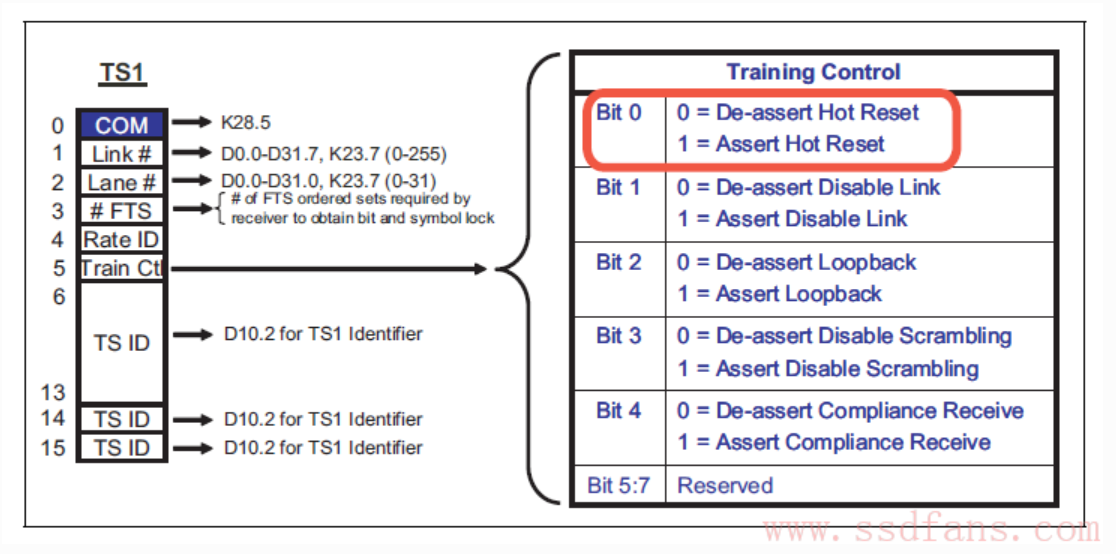 TS1
0 COM K28.5
1 Link # D0.0-D31.7, K23.7 (0-255)
2 Lane # D0.0-D31.0, K23.7 (0-31)
3 # FTS # of FTS ordered sets required by
receiver to obtain bit and symbol lock
4 Rate ID
5 Train Ctl
6
TS ID D10.2 for TS1 Identifier
13
14 TS ID D10.2 for TS1 Identifier
15 TS ID D10.2 for TS1 Identifier
Training Control
Bit 0 0 = De-assert Hot Reset
1 = Assert Hot Reset
Bit 1 0 = De-assert Disable Link
1 = Assert Disable Link
Bit 2 0 = De-assert Loopback
1 = Assert Loopback
Bit 3 0 = De-assert Disable Scrambling
1 = Assert Disable Scrambling
Bit 4 0 = De-assert Compliance Receive
1 = Assert Compliance Receive
Bit 5:7 Reserved
www.ssdfans.com